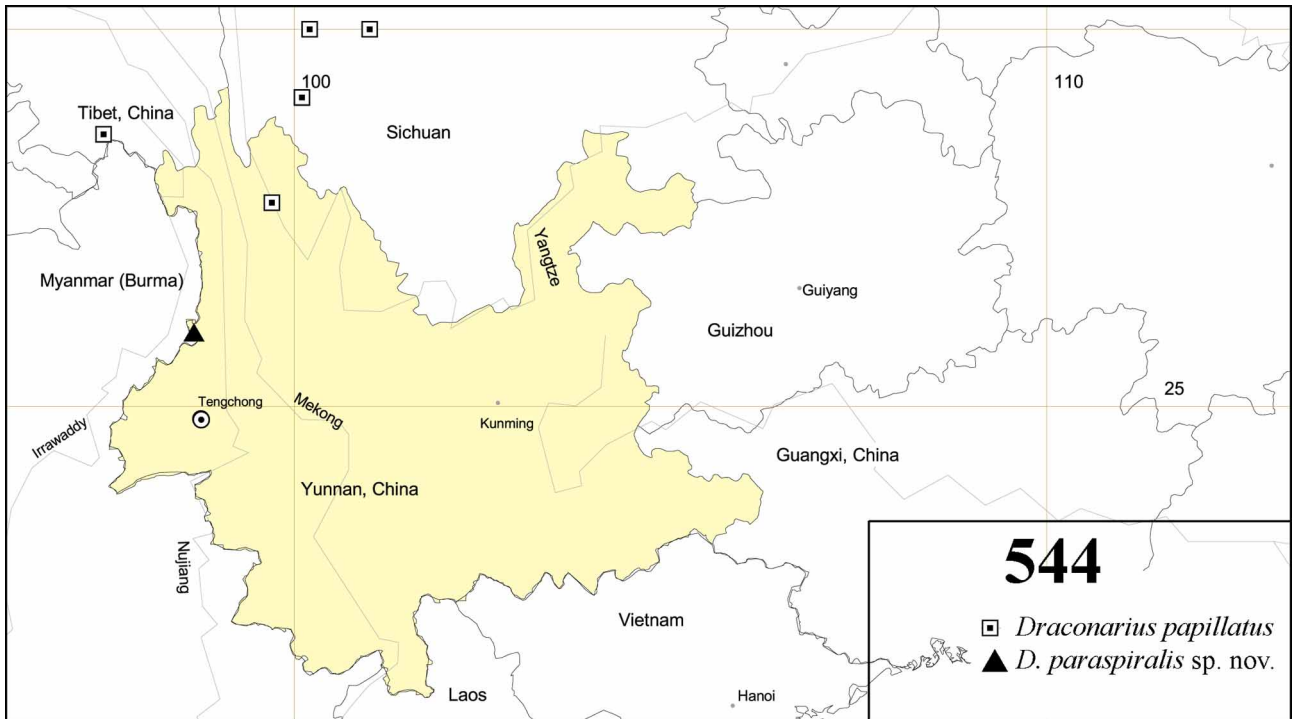 100
110
Tibet, China
Sichuan
Yangtze
Myanmar (Burma)
Guiyang
Guizhou
25
Tengchong
Mekong
Kunming
Irrawaddy
Guangxi, China
Yunnan, China
Nujiang
Vietnam
Laos
Hanoi
544
Draconarius papillatus
D. paraspiralis sp. nov.